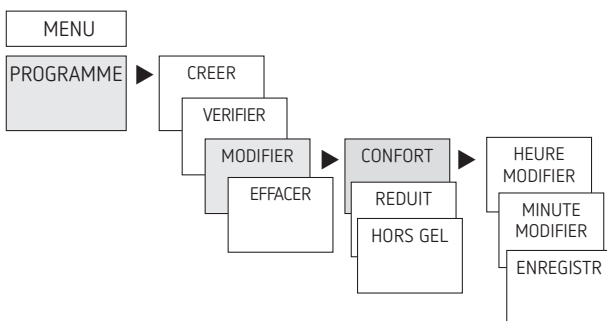 MENU
PROGRAMME
CREER
VERIFIER
MODIFIER
EFFACER
CONFORT
REDUIT
HORS GEL
HEURE
MODIFIER
MINUTE
MODIFIER
ENREGISTR